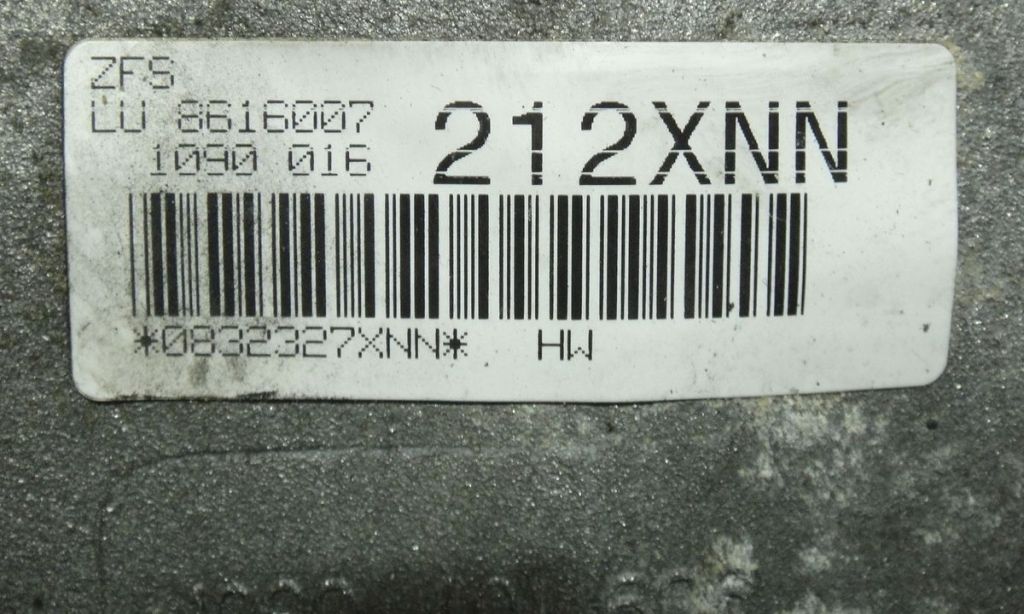 ZFS
LU 8616007
1090 016
212XNN
*0832327XNN*   HW